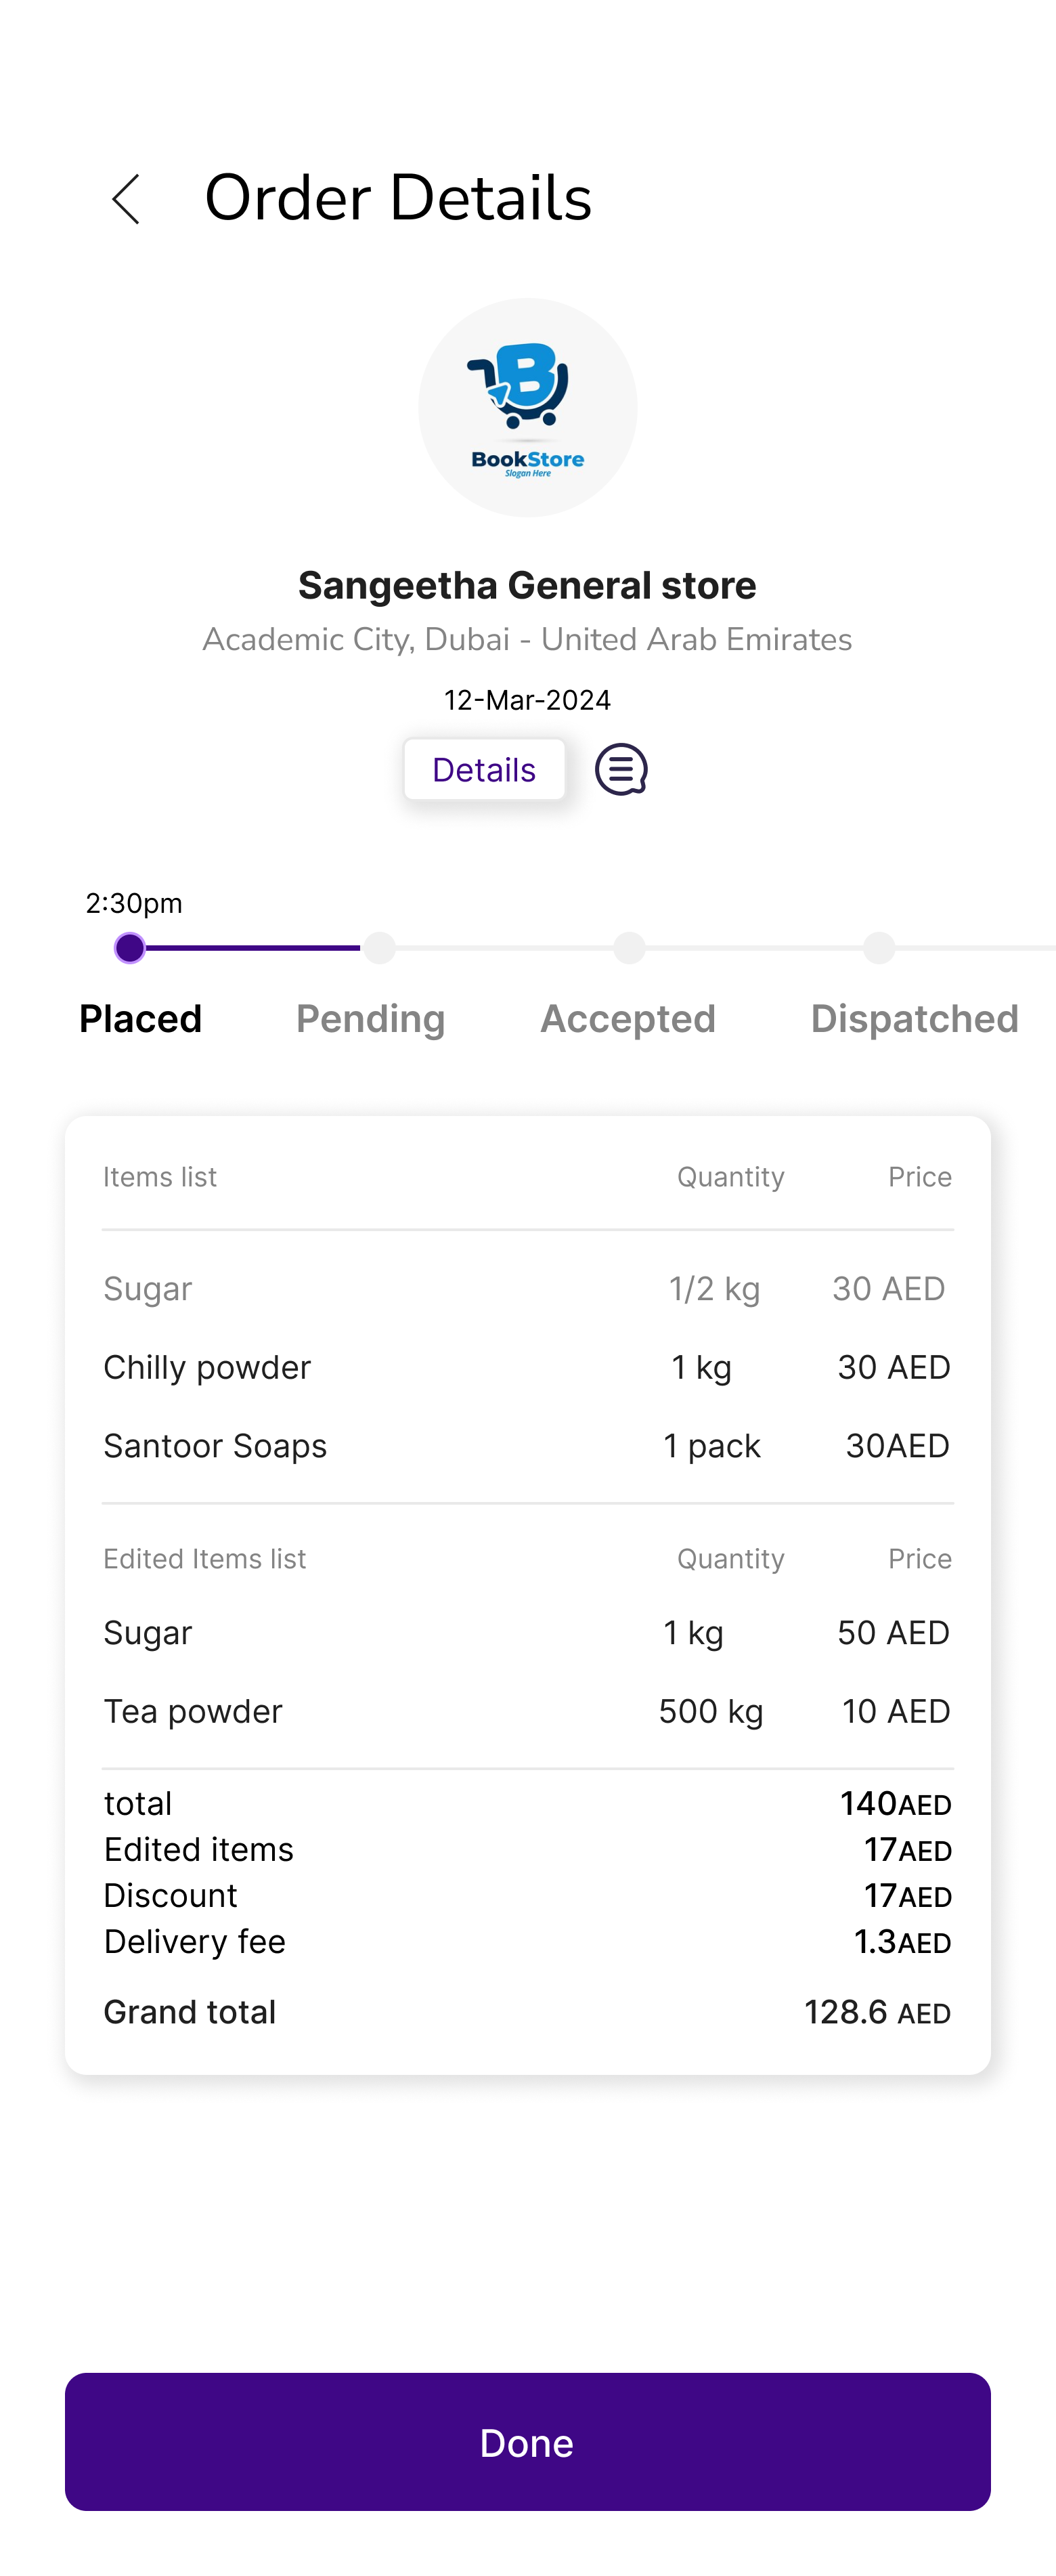 Order Details
B
BookStore
Slogan Here
Sangeetha General store
Academic City, Dubai - United Arab Emirates
12-Mar-2024
Details
2:30pm
Placed Pending Accepted Dispatched
Items list Quantity Price
Sugar 1/2 kg 30 AED
Chilly powder 1 kg 30 AED
Santoor Soaps 1 pack 30AED
Edited Items list Quantity Price
Sugar 1 kg 50 AED
Tea powder 500 kg 10 AED
total 140AED
Edited items 17AED
Discount 17AED
Delivery fee 1.3AED
Grand total 128.6 AED
Done